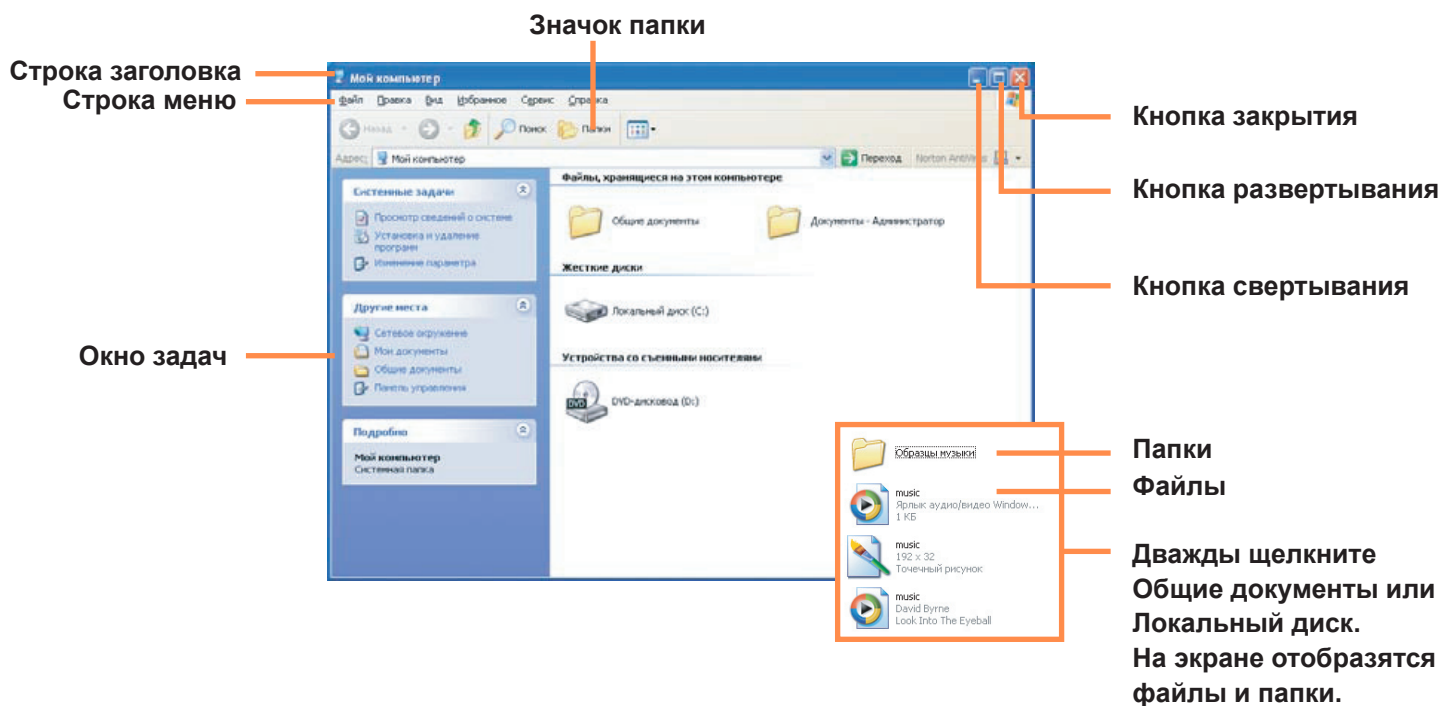 Значок папки
Строка заголовка
Строка меню
Окно задач
Мой компьютер
Файл Правка Вид Избранное Сервис Справка
Назад Поиск Папки
Адрес: Мой компьютер Переход Norton AntiVirus
Системные задачи
Просмотр сведений о системе
Установка и удаление
программ
Изменение параметра
Другие места
Сетевое окружение
Мои документы
Общие документы
Панель управления
Подробно
Мой компьютер
Системная папка
Файлы, хранящиеся на этом компьютере
Общие документы
Документы - Администратор
Жесткие диски
Локальный диск (C:)
Устройства со съемными носителями
DVD
DVD-дисковод (D:)
Образцы музыки
music
Ярлык аудио/видео Window...
1 КБ
music
192 x 32
Точечный рисунок
music
David Byrne
Look Into The Eyeball
Кнопка закрытия
Кнопка развертывания
Кнопка свертывания
Папки
Файлы
Дважды щелкните
Общие документы или
Локальный диск.
На экране отобразятся
файлы и папки.